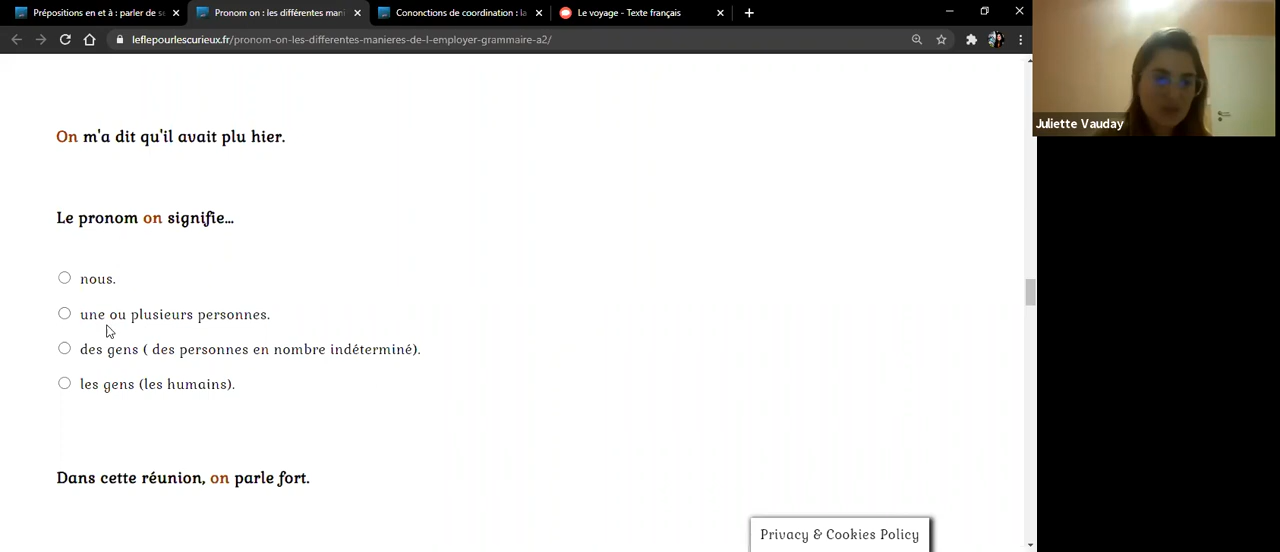 Prépositions en et à : parler de se
Pronom on : les différentes mani
Cononctions de coordination : la
Le voyage - Texte français
leflepourlescurieux.fr/pronom-on-les-differentes-manieres-de-l-employer-grammaire-a2/
Juliette Vauday
On m'a dit qu'il avait plu hier.
Le pronom on signifie...
nous.
une ou plusieurs personnes.
des gens ( des personnes en nombre indéterminé).
les gens (les humains).
Dans cette réunion, on parle fort.
Privacy & Cookies Policy